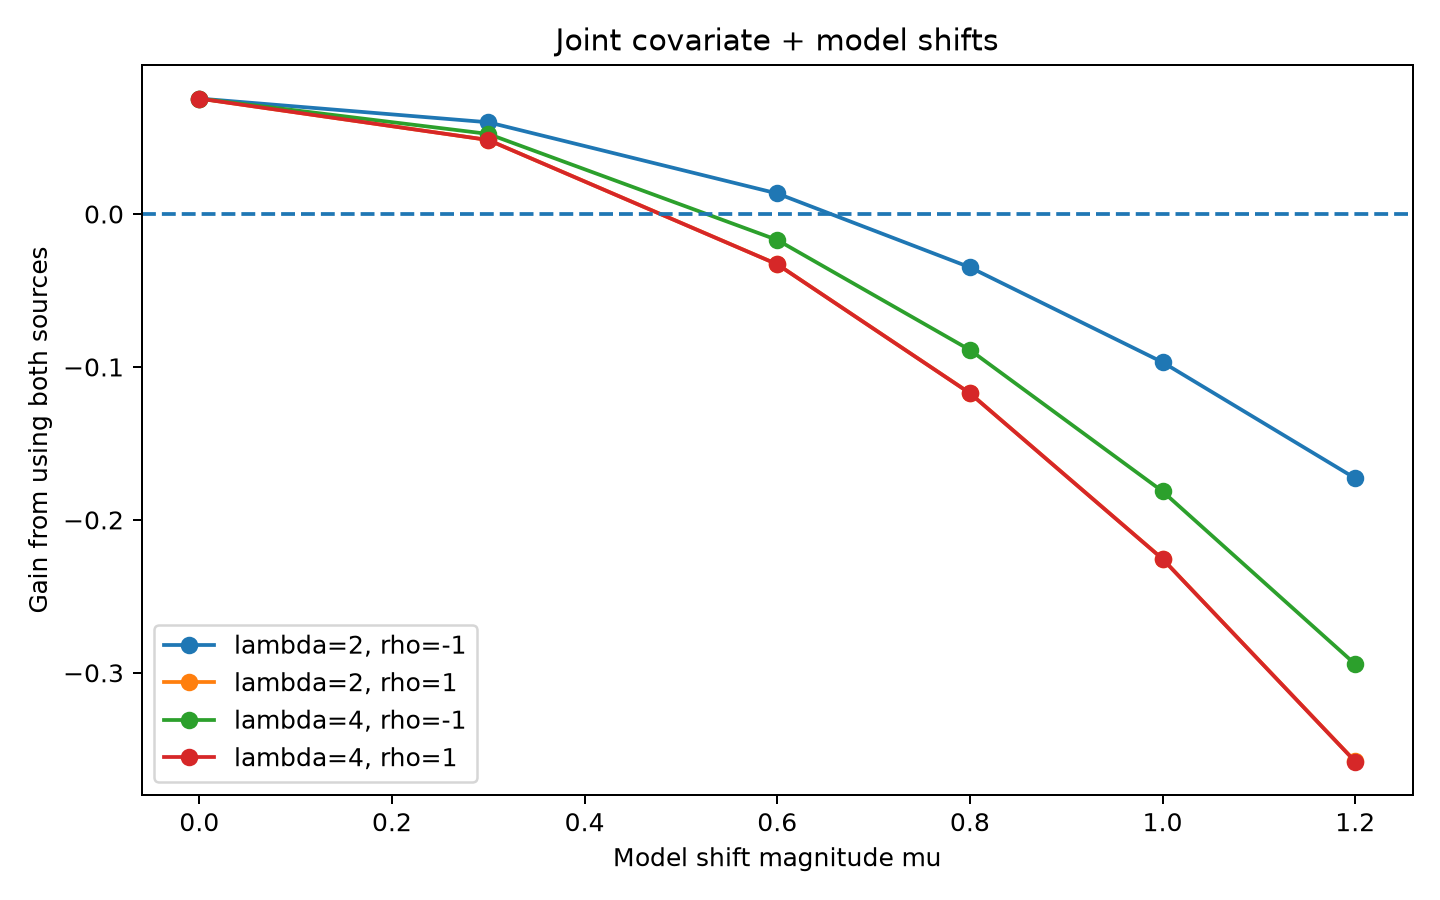 Joint covariate + model shifts
Gain from using both sources
0.0
−0.1
−0.2
−0.3
lambda=2, rho=-1
lambda=2, rho=1
lambda=4, rho=-1
lambda=4, rho=1
0.0 0.2 0.4 0.6 0.8 1.0 1.2
Model shift magnitude mu